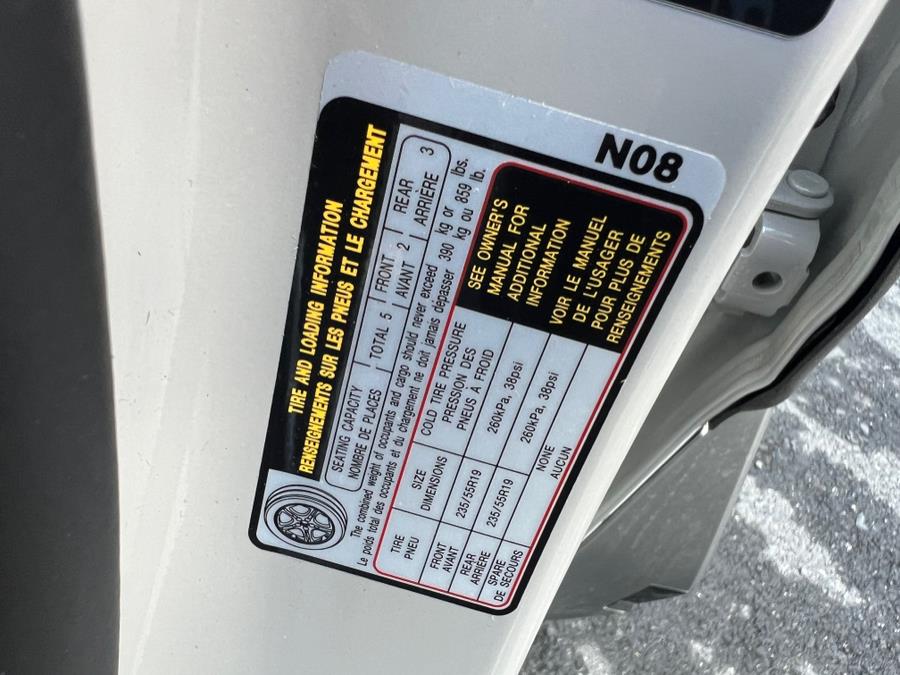 N08
TIRE AND LOADING INFORMATION
RENSEIGNEMENTS SUR LES PNEUS ET LE CHARGEMENT
SEATING CAPACITY
NOMBRE DE PLACES
TOTAL 5
FRONT
AVANT 2
REAR
ARRIÈRE 3
The combined weight of occupants and cargo should never exceed 390 kg or 859 lbs.
Le poids total des occupants et du chargement ne doit jamais dépasser 390 kg ou 859 lb.
TIRE
PNEU
SIZE
DIMENSIONS
COLD TIRE PRESSURE
PRESSION DES
PNEUS À FROID
FRONT
AVANT
235/55R19
260kPa, 38psi
REAR
ARRIÈRE
235/55R19
260kPa, 38psi
SPARE
DE SECOURS
NONE
AUCUN
SEE OWNER'S
MANUAL FOR
ADDITIONAL
INFORMATION
VOIR LE MANUEL
DE L'USAGER
POUR PLUS DE
RENSEIGNEMENTS